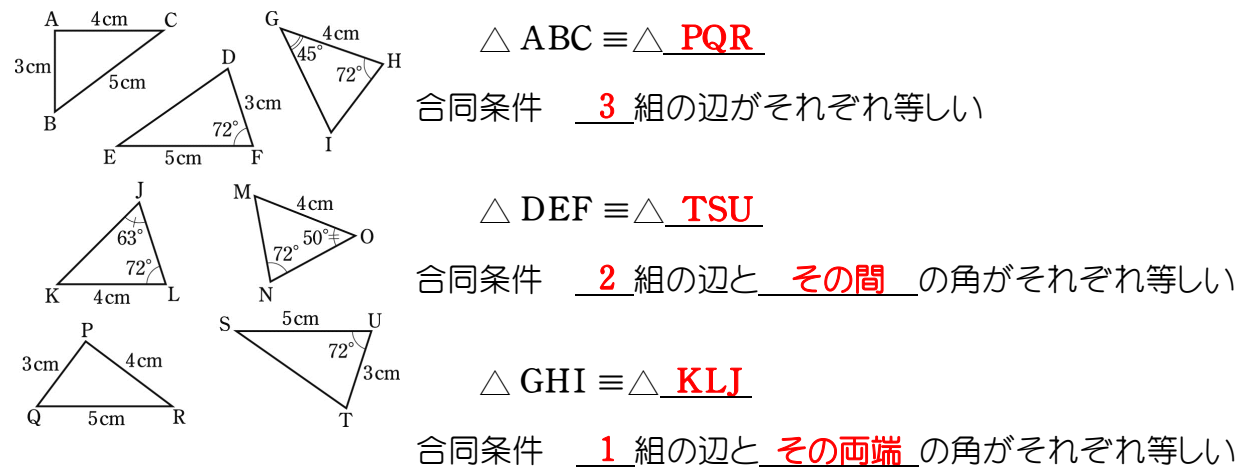 A 4cm C
3cm
5cm
B
D
3cm
72°
E 5cm F
G
4cm
45°
72° H
I
△ ABC ≡ △ PQR
合同条件 3 組の辺がそれぞれ等しい
J
63°
72°
K 4cm L
M
4cm
50° O
72°
N
△ DEF ≡ △ TSU
合同条件 2 組の辺と その間 の角がそれぞれ等しい
P
3cm 4cm
Q 5cm R
S 5cm U
72°
3cm
T
△ GHI ≡ △ KLJ
合同条件 1 組の辺と その両端 の角がそれぞれ等しい